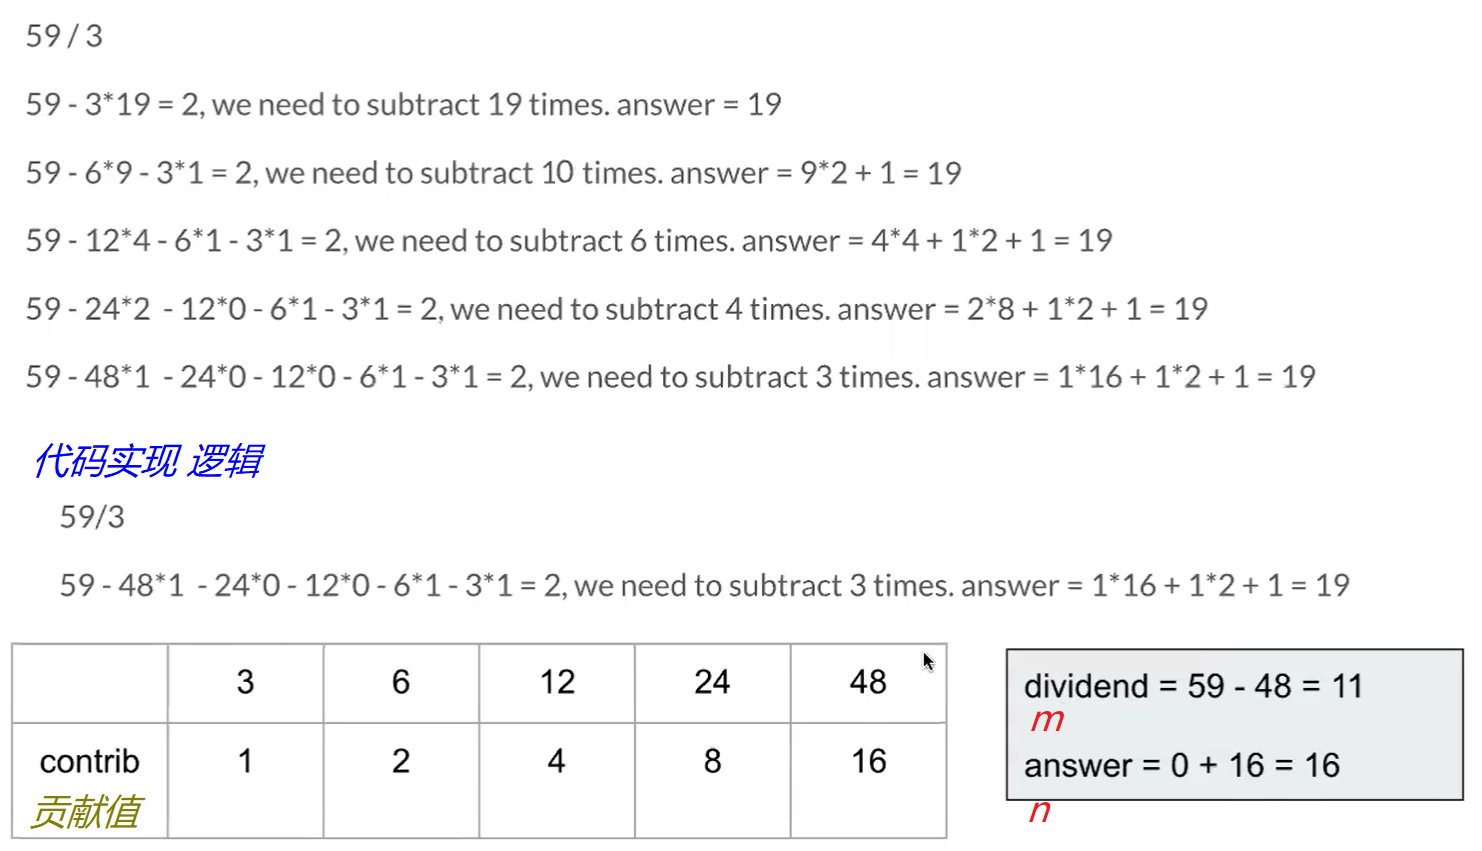 59 / 3
59 - 3*19 = 2, we need to subtract 19 times. answer = 19
59 - 6*9 - 3*1 = 2, we need to subtract 10 times. answer = 9*2 + 1 = 19
59 - 12*4 - 6*1 - 3*1 = 2, we need to subtract 6 times. answer = 4*4 + 1*2 + 1 = 19
59 - 24*2 - 12*0 - 6*1 - 3*1 = 2, we need to subtract 4 times. answer = 2*8 + 1*2 + 1 = 19
59 - 48*1 - 24*0 - 12*0 - 6*1 - 3*1 = 2, we need to subtract 3 times. answer = 1*16 + 1*2 + 1 = 19
代码实现 逻辑
59/3
59 - 48*1 - 24*0 - 12*0 - 6*1 - 3*1 = 2, we need to subtract 3 times. answer = 1*16 + 1*2 + 1 = 19
3 6 12 24 48
contrib 1 2 4 8 16
贡献值
dividend = 59 - 48 = 11
m
answer = 0 + 16 = 16
n